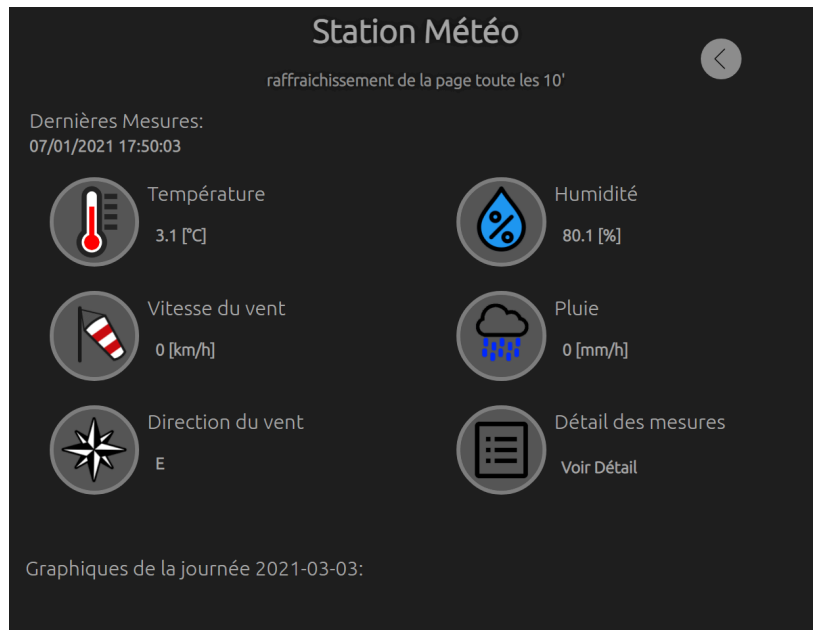 Station Météo
raffraichissement de la page toute les 10'
Dernières Mesures:
07/01/2021 17:50:03
Température
3.1 [°C]
Humidité
80.1 [%]
Vitesse du vent
0 [km/h]
Pluie
0 [mm/h]
Direction du vent
E
Détail des mesures
Voir Détail
Graphiques de la journée 2021-03-03: